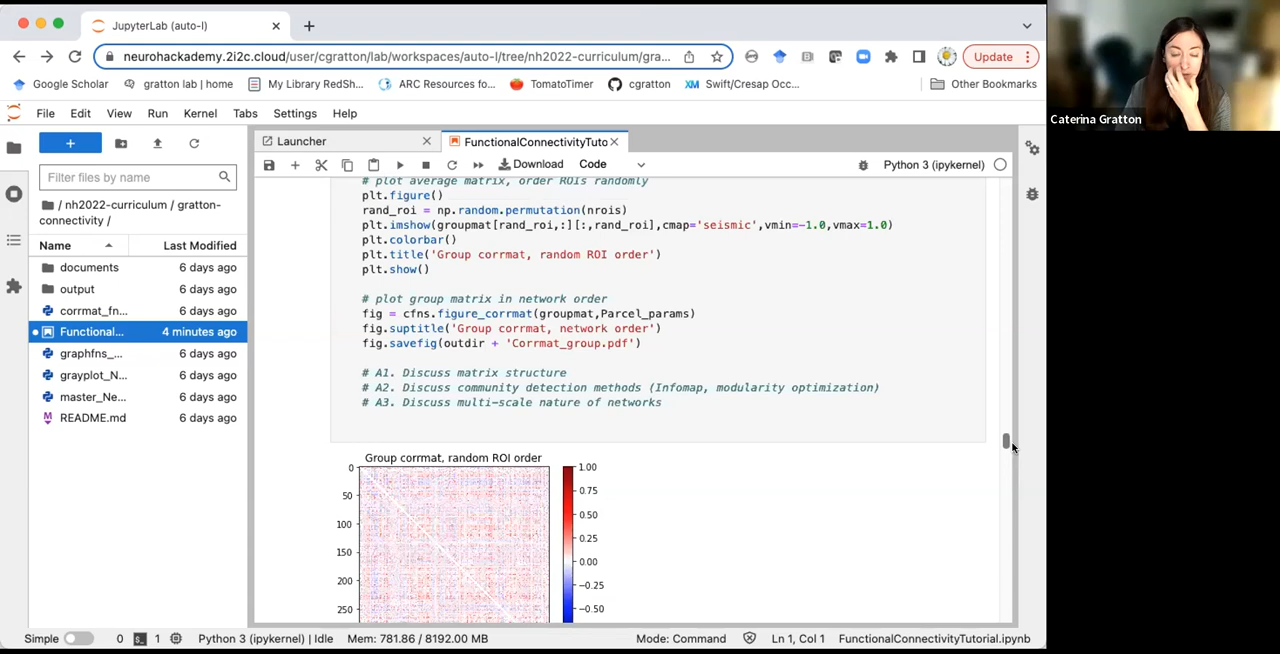 JupyterLab (auto-l)
neurohackademy.2i2c.cloud/user/cgratton/lab/workspaces/auto-l/tree/nh2022-curriculum/gra...
Update
Google Scholar
gratton lab | home
My Library RedSh...
ARC Resources fo...
TomatoTimer
cgratton
Swift/Cresap Occ...
Other Bookmarks
Caterina Gratton
File Edit View Run Kernel Tabs Settings Help
Launcher
FunctionalConnectivityTuto
Download
Code
Python 3 (ipykernel)
Filter files by name
/ nh2022-curriculum / gratton-
connectivity /
Name Last Modified
documents 6 days ago
output 6 days ago
corrmat_fn... 6 days ago
Functional... 4 minutes ago
graphfns_... 6 days ago
grayplot_N... 6 days ago
master_Ne... 6 days ago
README.md 6 days ago
# plot average matrix, order ROIs randomly
plt.figure()
rand_roi = np.random.permutation(nrois)
plt.imshow(groupmat[rand_roi,:][:,rand_roi],cmap='seismic',vmin=-1.0,vmax=1.0)
plt.colorbar()
plt.title('Group corrmat, random ROI order')
plt.show()
# plot group matrix in network order
fig = cfns.figure_corrmat(groupmat,Parcel_params)
fig.suptitle('Group corrmat, network order')
fig.savefig(outdir + 'Corrmat_group.pdf')
# A1. Discuss matrix structure
# A2. Discuss community detection methods (Infomap, modularity optimization)
# A3. Discuss multi-scale nature of networks
Group corrmat, random ROI order
0
50
100
150
200
250
1.00
0.75
0.50
0.25
0.00
−0.25
−0.50
Simple
0
1
Python 3 (ipykernel) | Idle
Mem: 781.86 / 8192.00 MB
Mode: Command
Ln 1, Col 1
FunctionalConnectivityTutorial.ipynb